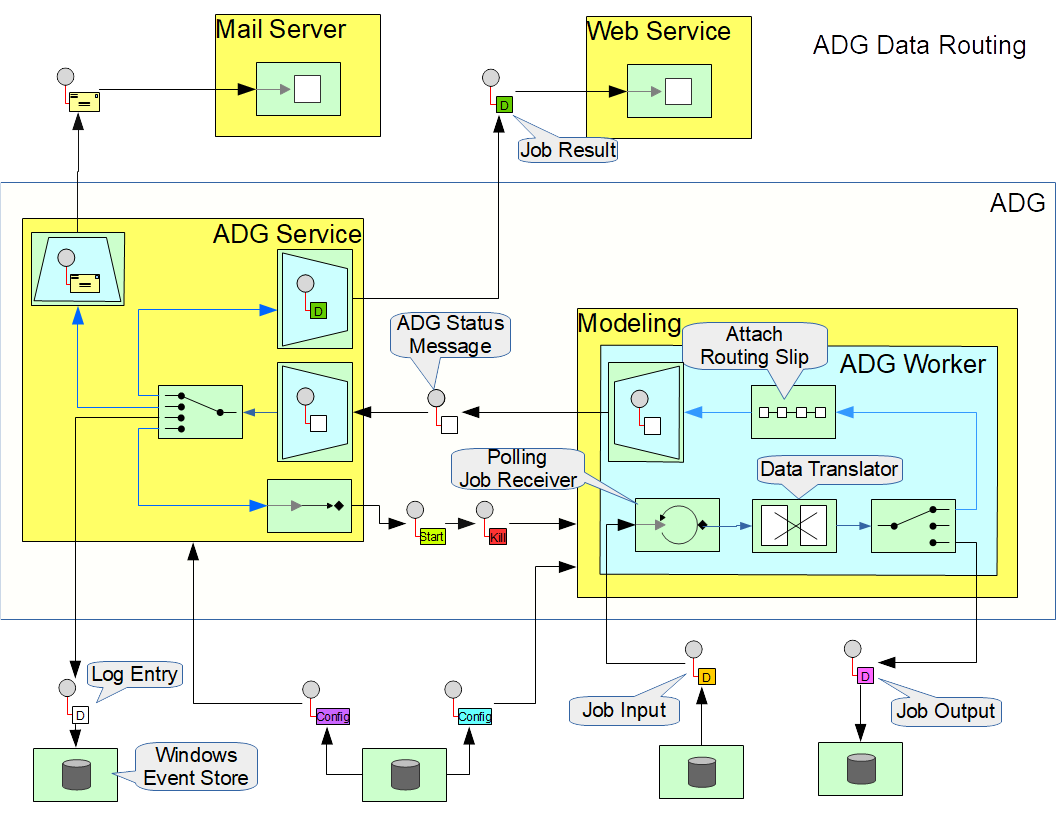 Mail Server
Web Service
ADG Data Routing
D
Job Result
ADG
ADG Service
D
ADG Status
Message
Modeling
Attach
Routing Slip
ADG Worker
Polling
Job Receiver
Data Translator
Start
Kill
Log Entry
D
Config
Config
D
Job Input
D
Job Output
Windows
Event Store